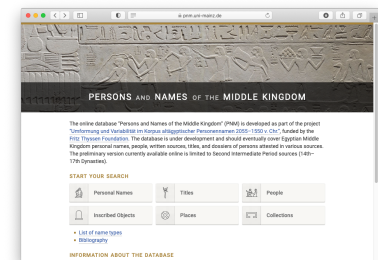 pnm.uni-mainz.de
PERSONS AND NAMES OF THE MIDDLE KINGDOM
The online database "Persons and Names of the Middle Kingdom" (PNM) is developed as part of the project
"Umformung und Variabilität im Korpus altägyptischer Personennamen 2055–1550 v. Chr.", funded by the
Fritz Thyssen Foundation. The database is under development and should eventually cover Egyptian Middle
Kingdom personal names, people, written sources, titles, and dossiers of persons attested in various sources.
The preliminary version currently available online is limited to Second Intermediate Period sources (14th–
17th Dynasties).
START YOUR SEARCH
Personal Names Titles People
Inscribed Objects Places Collections
• List of name types
• Bibliography
INFORMATION ABOUT THE DATABASE